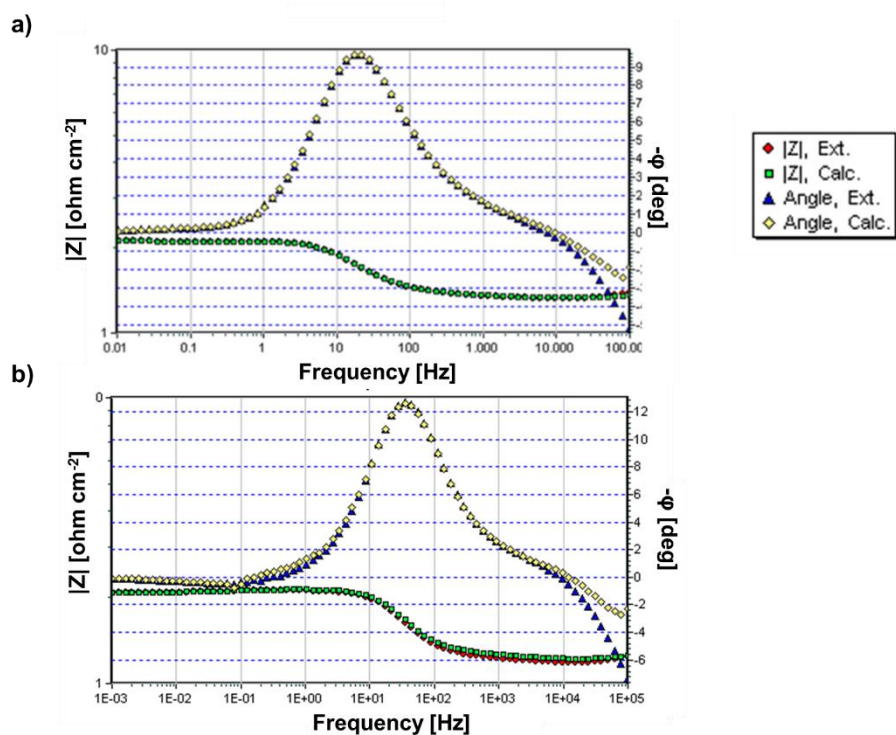 a)
10
|Z| [ohm cm-2]
1
9
8
7
6
5
4
3
2
1
0
-
-2
-3
-4
-φ [deg]
0.01
0.1
1
10
100
1.000
10.000
100.00
Frequency [Hz]
|Z|, Ext.
|Z|, Calc.
Angle, Ext.
Angle, Calc.
b)
0
|Z| [ohm cm-2]
1
12
10
8
6
4
2
0
-2
-4
-6
-φ [deg]
1E-03
1E-02
1E-01
1E+00
1E+01
1E+02
1E+03
1E+04
1E+05
Frequency [Hz]